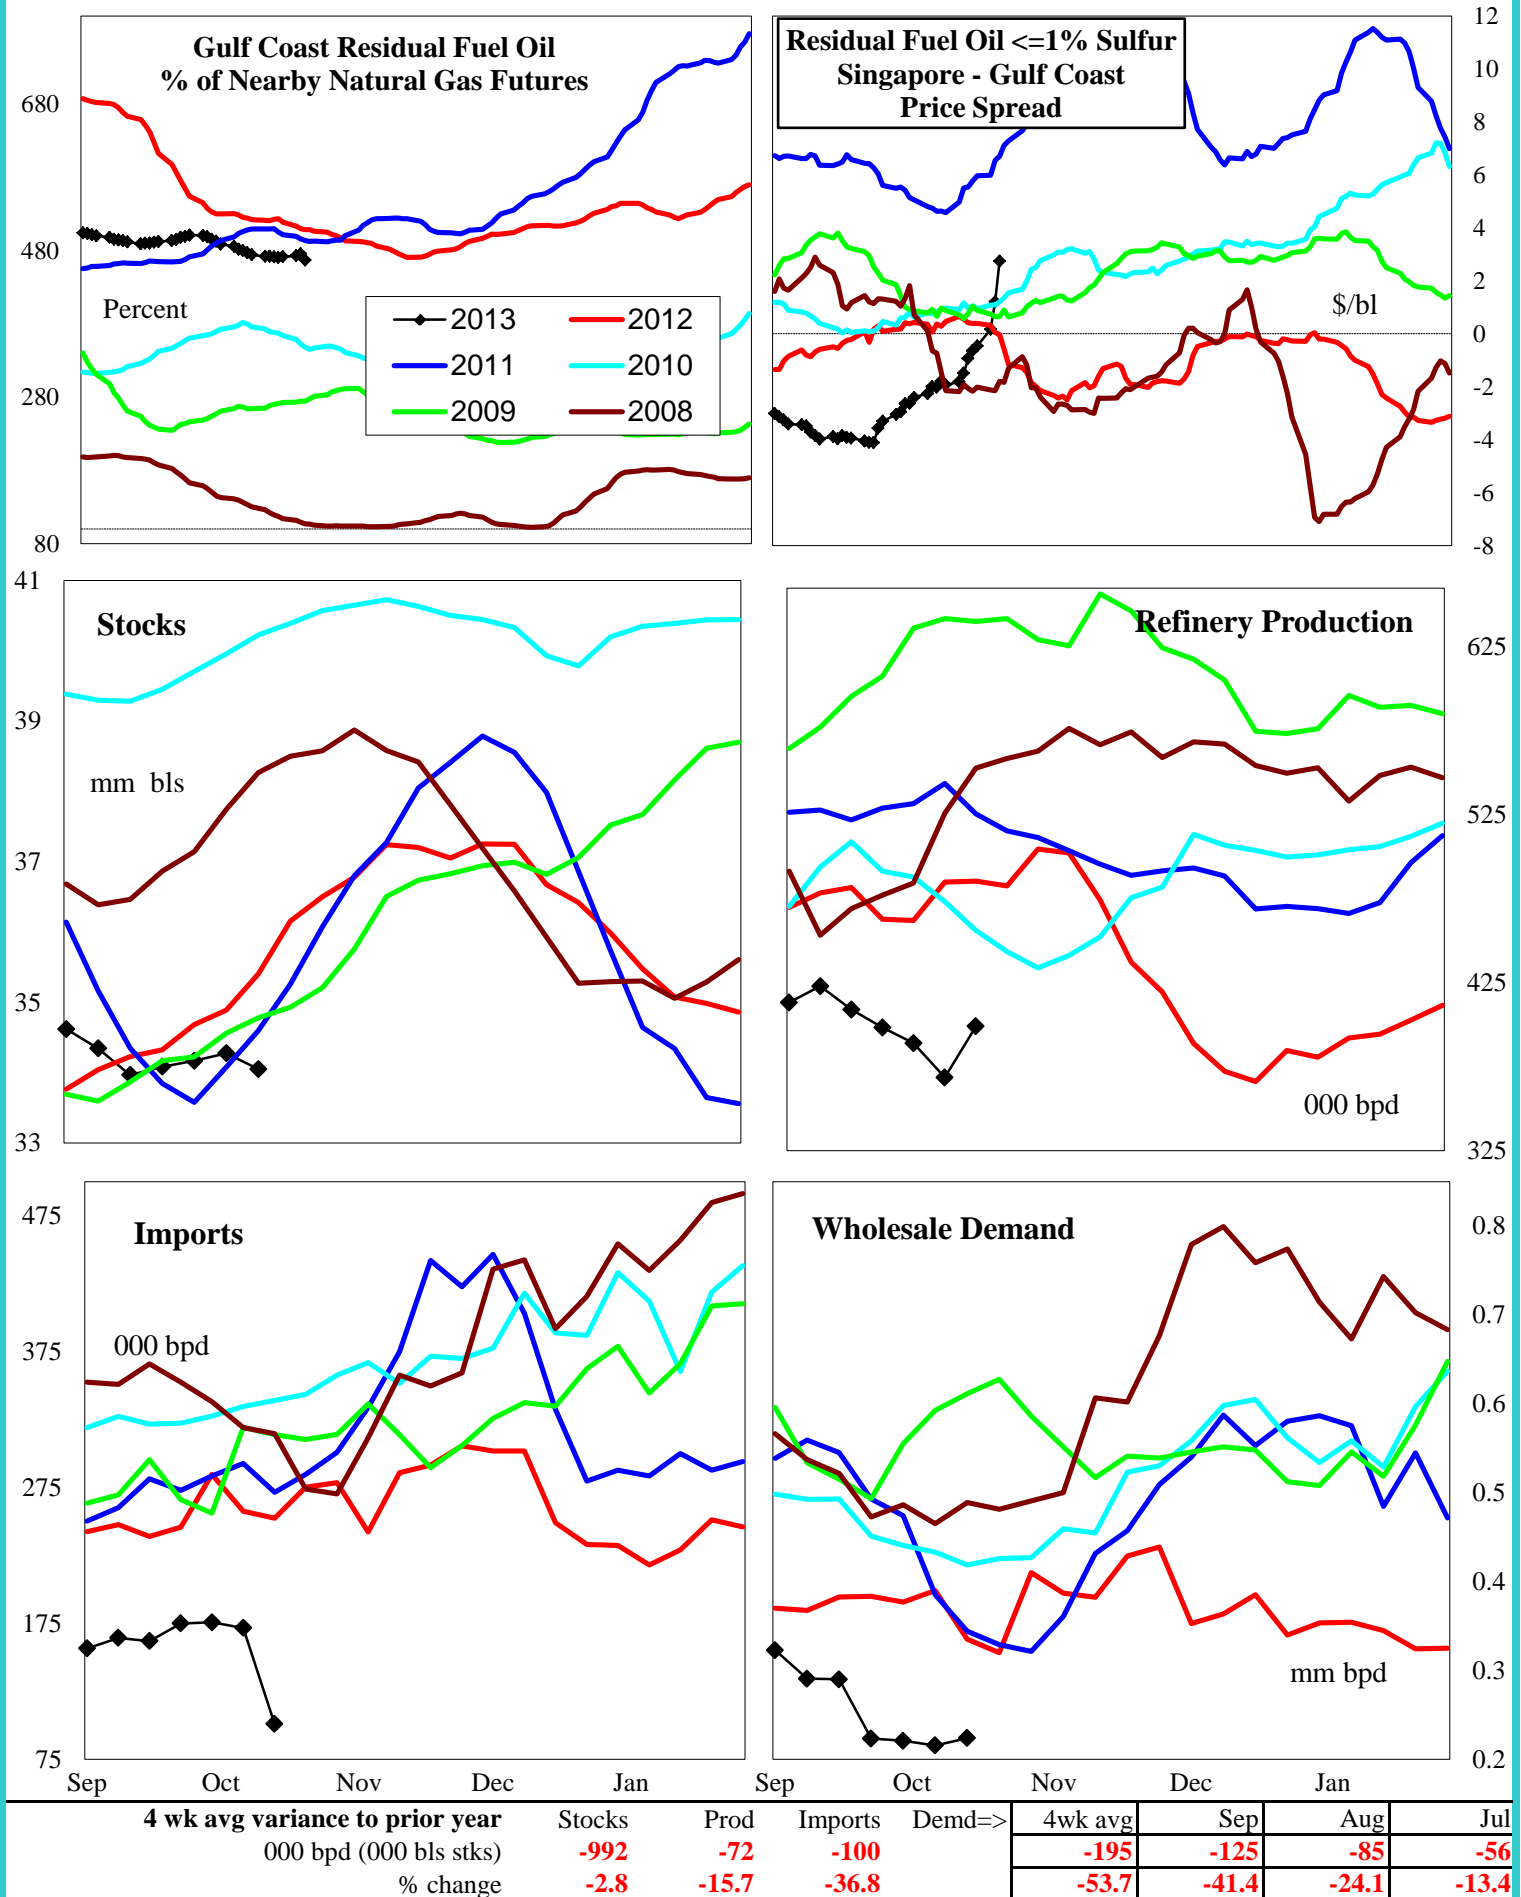 Gulf Coast Residual Fuel Oil
% of Nearby Natural Gas Futures
680
480
280
80
Percent
2013
2012
2011
2010
2009
2008
Residual Fuel Oil <=1% Sulfur
Singapore - Gulf Coast
Price Spread
12
10
8
6
4
2
0
-2
-4
-6
-8
$/bl
Stocks
41
39
37
35
33
mm bls
Refinery Production
625
525
425
325
000 bpd
Imports
475
375
275
175
75
000 bpd
Sep Oct Nov Dec Jan
Wholesale Demand
0.8
0.7
0.6
0.5
0.4
0.3
0.2
mm bpd
Sep Oct Nov Dec Jan
4 wk avg variance to prior year Stocks Prod Imports Demd=> 4wk avg Sep Aug Jul
000 bpd (000 bls stks) -992 -72 -100 -195 -125 -85 -56
% change -2.8 -15.7 -36.8 -53.7 -41.4 -24.1 -13.4